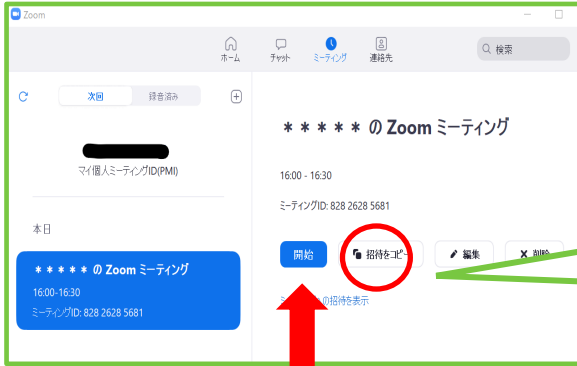 Zoom
ホーム
チャット
ミーティング
連絡先
検索
次回
録音済み
マイ個人ミーティングID(PMI)
本日
＊＊＊＊＊ の Zoom ミーティング
16:00-16:30
ミーティングID: 828 2628 5681
＊＊＊＊＊ の Zoom ミーティング
16:00 - 16:30
ミーティングID: 828 2628 5681
開始
招待をコピー
編集
削除
の招待を表示